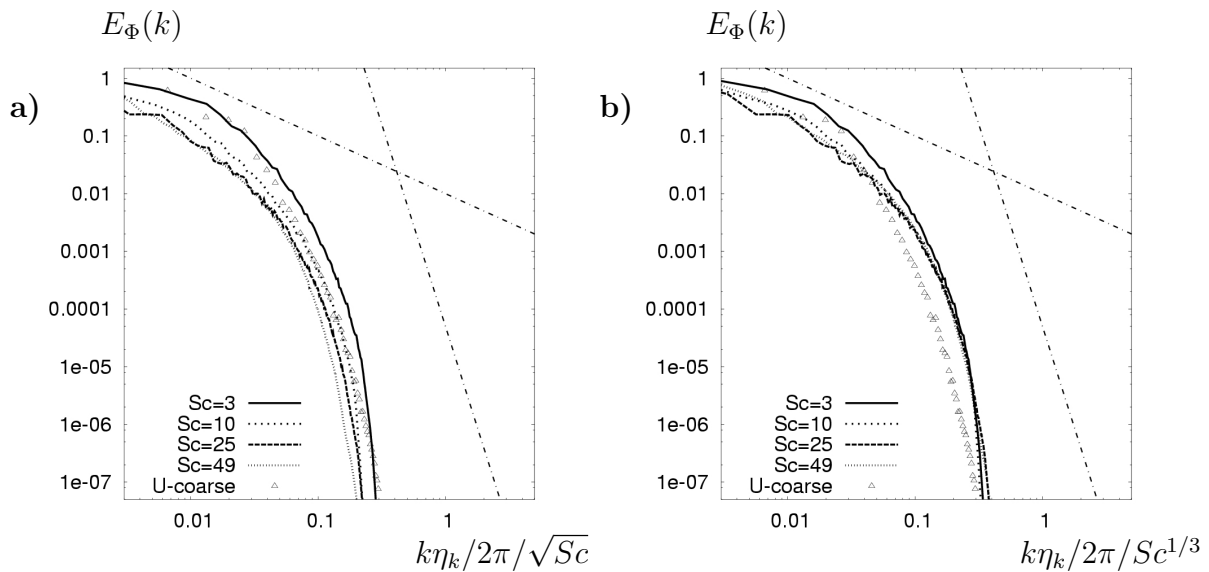 E_Φ(k)
a)
1
0.1
0.01
0.001
0.0001
1e-05
1e-06
1e-07
Sc=3
Sc=10
Sc=25
Sc=49
U-coarse
0.01 0.1 1
kη_k/2π/√Sc
E_Φ(k)
b)
1
0.1
0.01
0.001
0.0001
1e-05
1e-06
1e-07
Sc=3
Sc=10
Sc=25
Sc=49
U-coarse
0.01 0.1 1
kη_k/2π/Sc^{1/3}